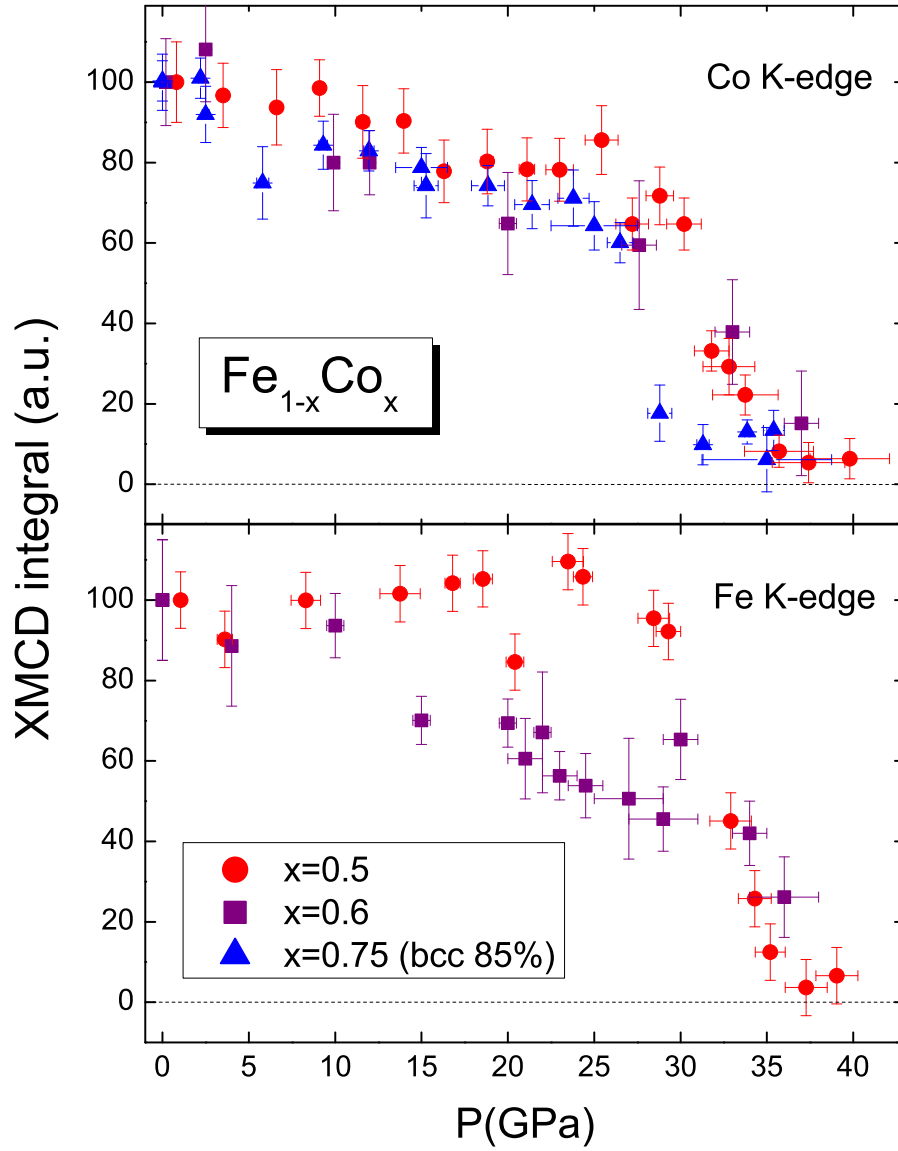 Co K-edge
100
80
60
40
20
0
Fe₁₋ₓCoₓ
XMCD integral (a.u.)
Fe K-edge
100
80
60
40
20
0
x=0.5
x=0.6
x=0.75 (bcc 85%)
0 5 10 15 20 25 30 35 40
P(GPa)